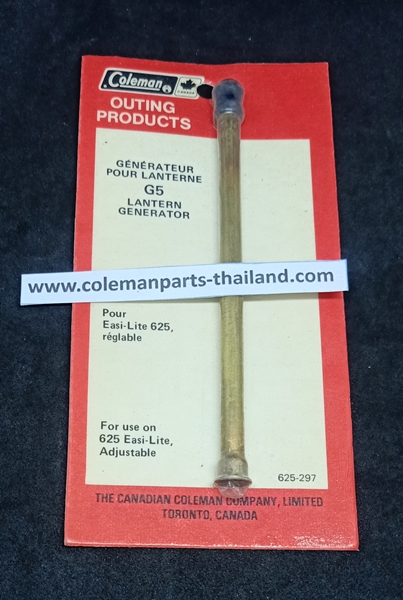 Coleman
CANADA
OUTING
PRODUCTS
GÉNÉRATEUR
POUR LANTERNE
G5
LANTERN
GENERATOR
www.colemanparts-thailand.com
Pour
Easi-Lite 625,
réglable
For use on
625 Easi-Lite,
Adjustable
625-297
THE CANADIAN COLEMAN COMPANY, LIMITED
TORONTO, CANADA